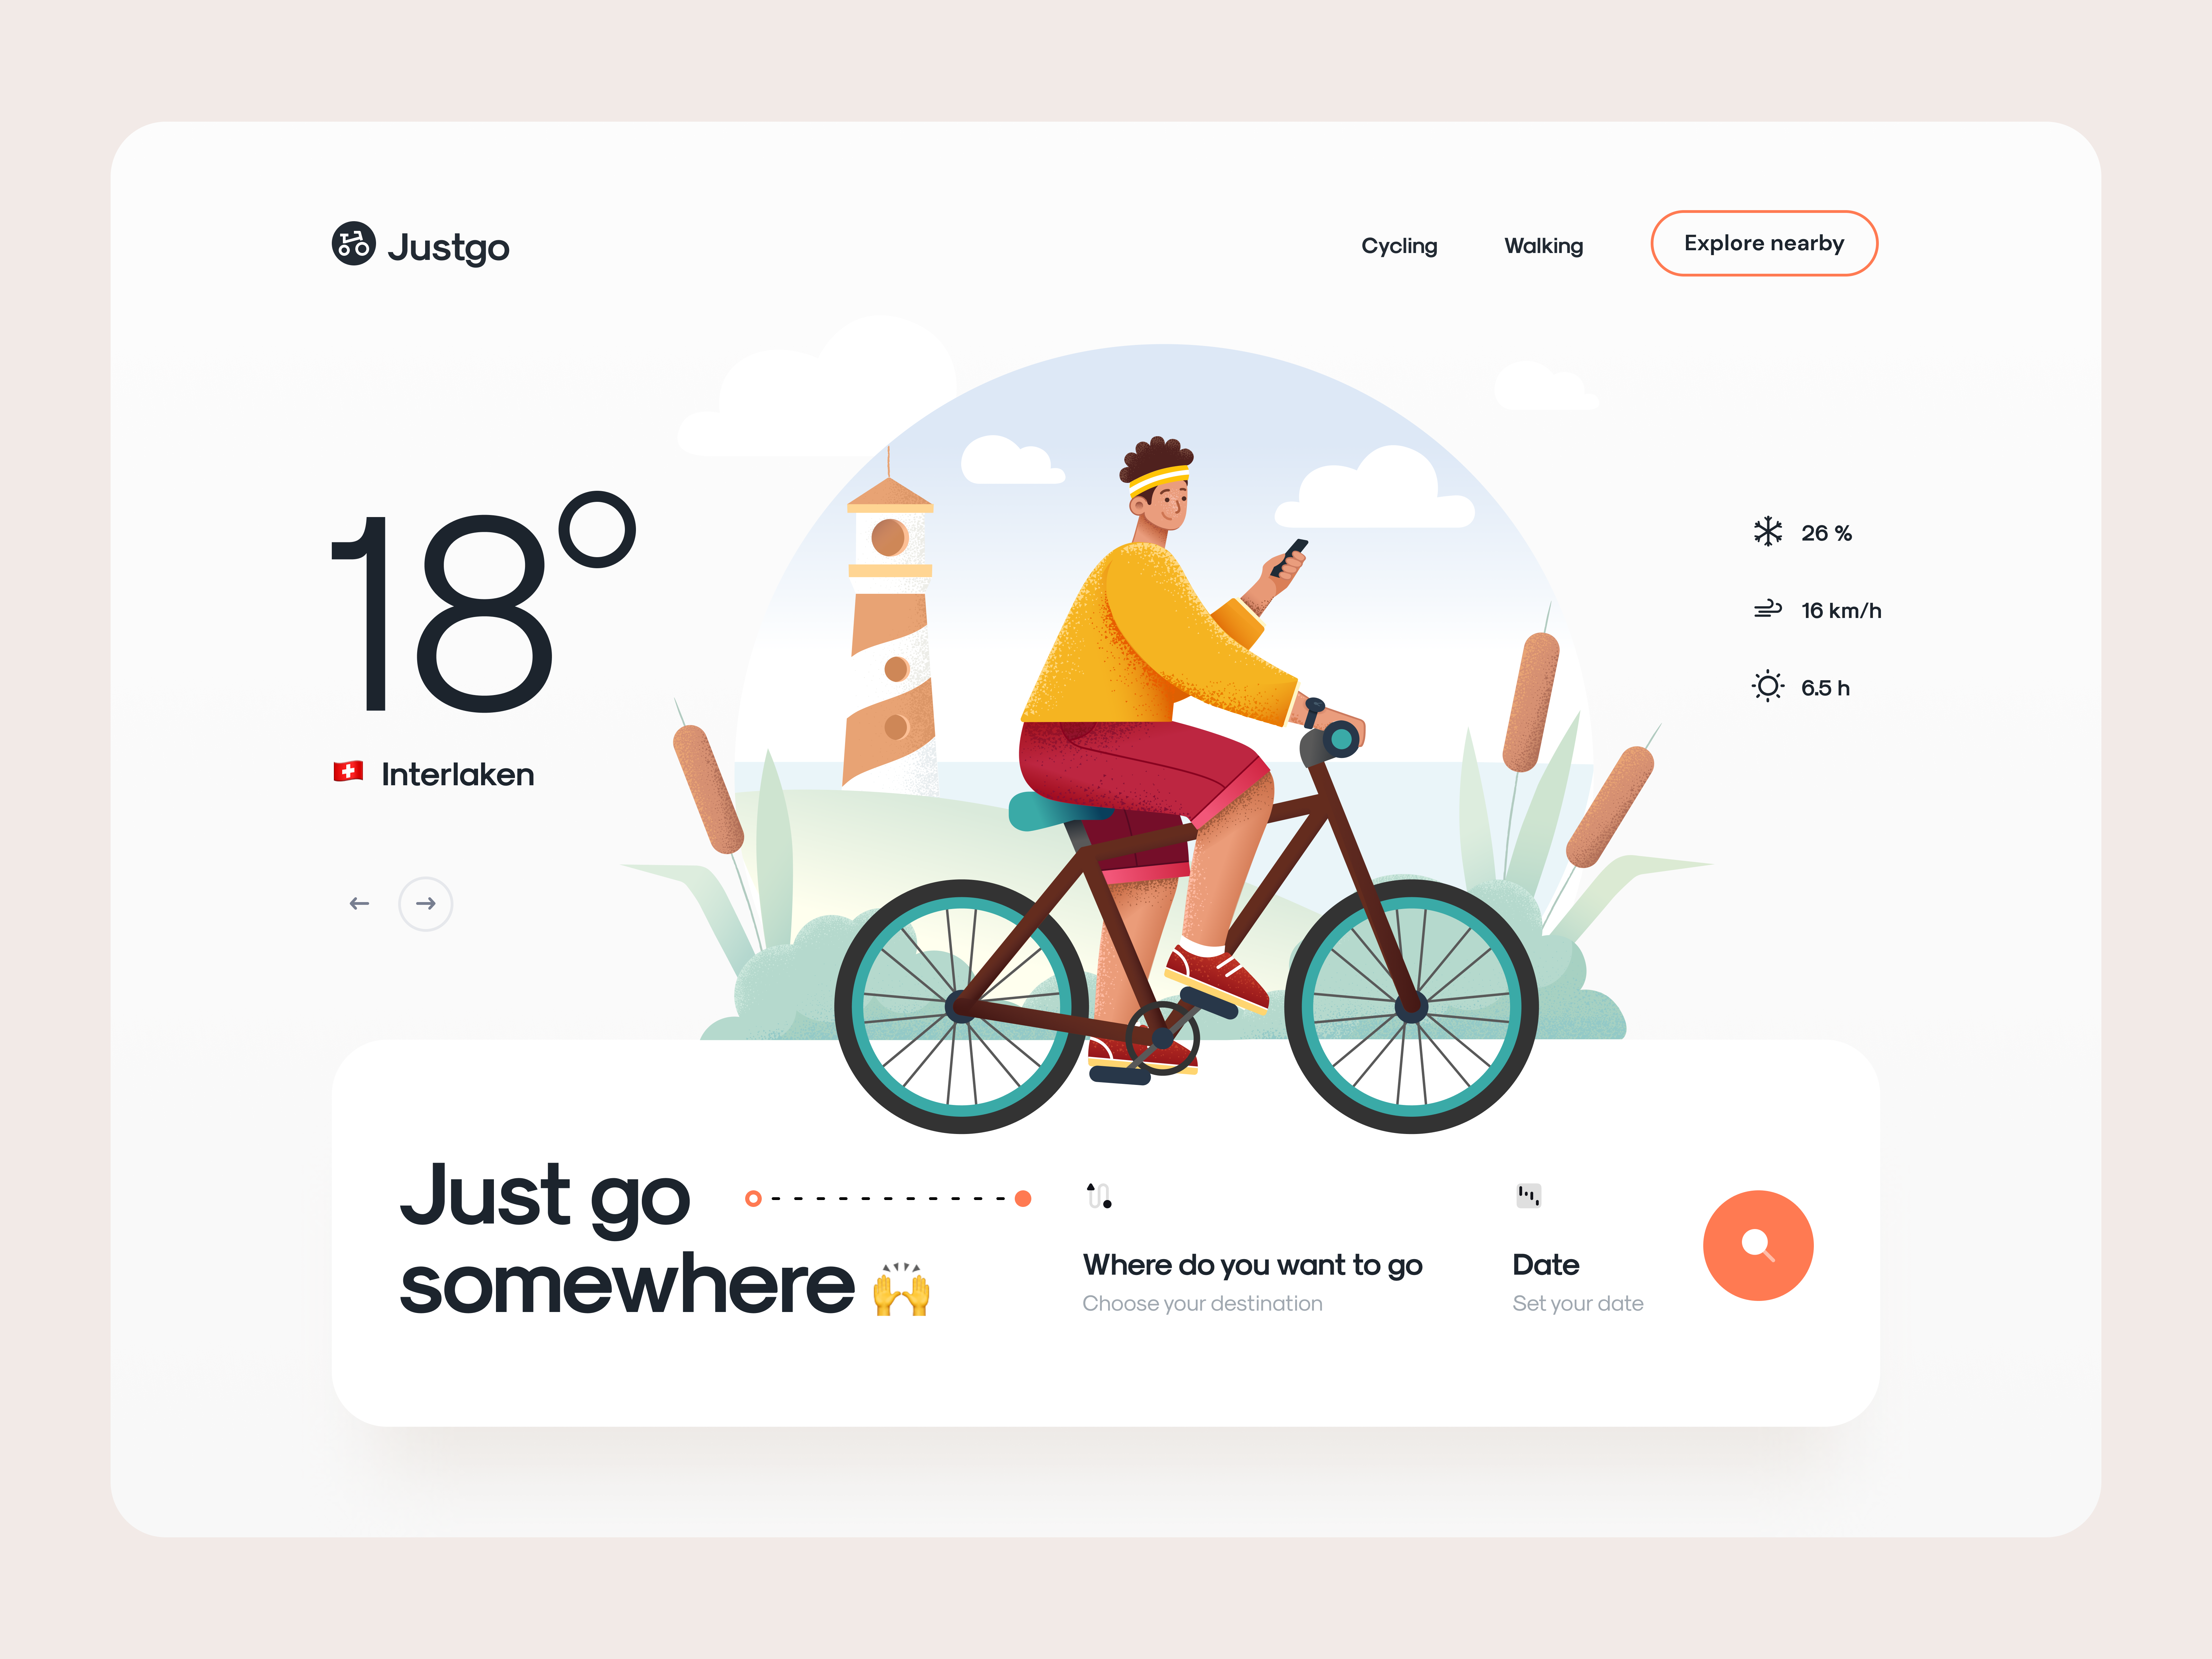 Justgo
Cycling
Walking
Explore nearby
18°
Interlaken
26 %
16 km/h
6.5 h
Just go
somewhere 🙌
Where do you want to go
Choose your destination
Date
Set your date